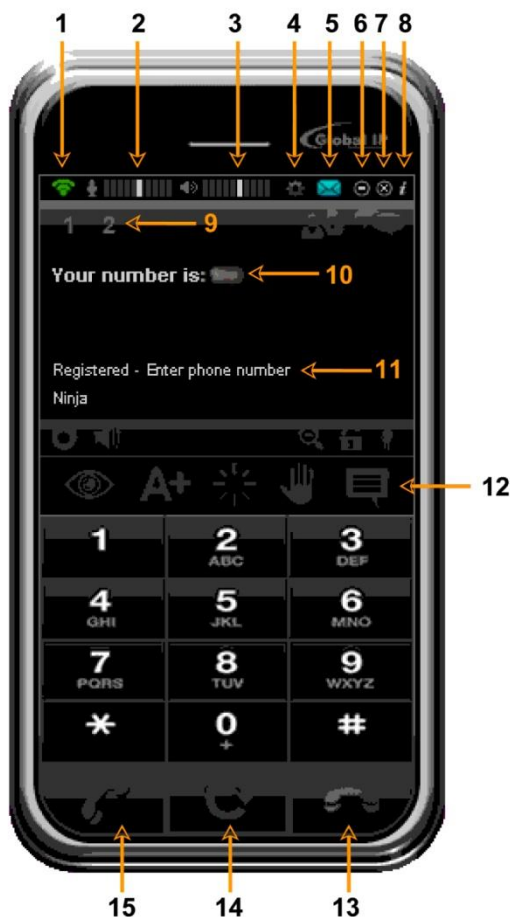 1 2 3 4 5 6 7 8
Global IP
i
1 2 9
Your number is: 10
Registered - Enter phone number 11
Ninja
A+
12
1 2 3
ABC DEF
4 5 6
GHI JKL MNO
7 8 9
PQRS TUV WXYZ
* 0 #
+
15 14 13